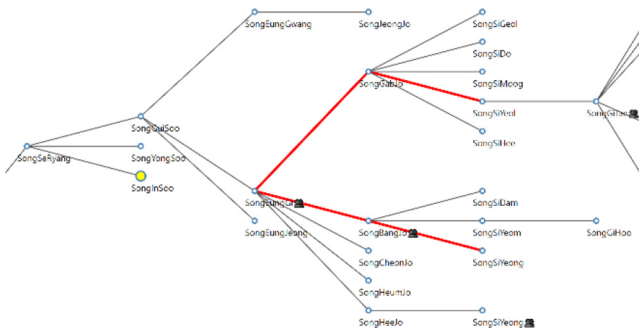 SongEungGwang
SongJeongJo
SongSiGeol
SongSiDo
SongGabJo
SongSiMoog
SongSiYeol
SongSiHee
SongGuiSoo
SongSeRyang
SongYongSoo
SongInSoo
SongEungGi
SongEungJeong
SongBangJo
SongCheonJo
SongHeumJo
SongHeeJo
SongSiDam
SongSiYeom
SongGiHoo
SongSiYeong
SongSiYeong